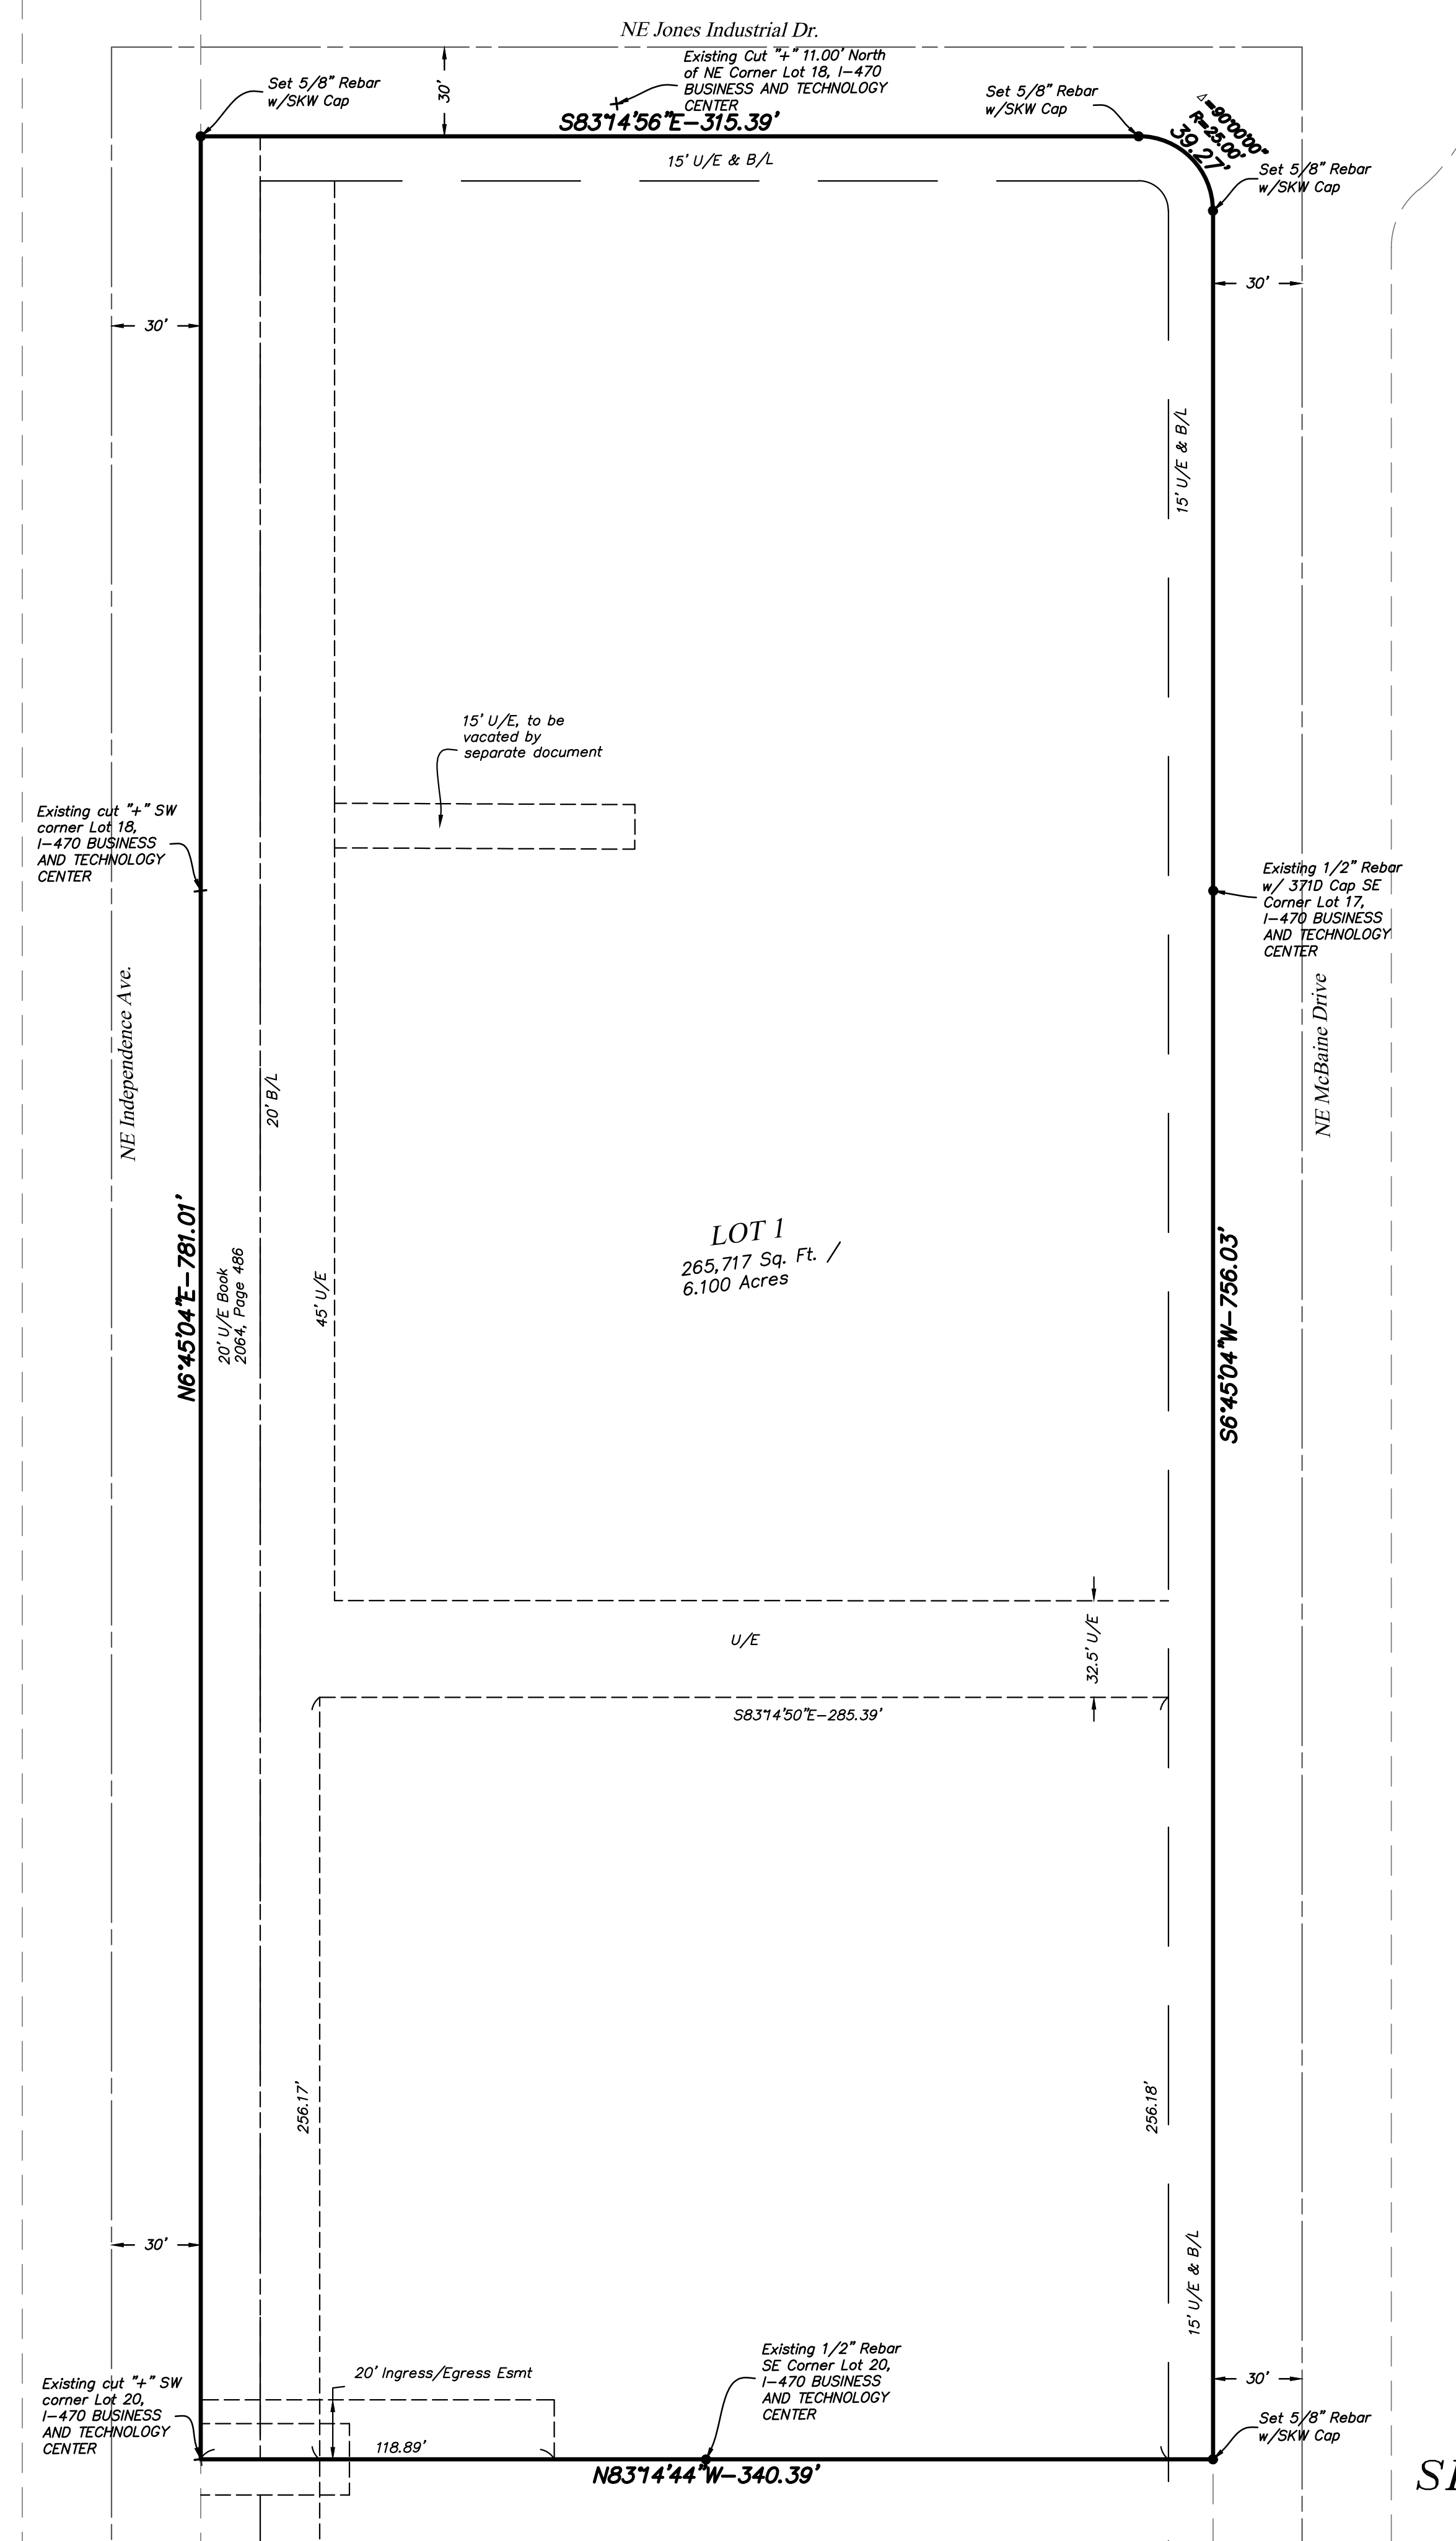 NE Jones Industrial Dr.
Set 5/8" Rebar
w/SKW Cap
30'
Existing Cut "+" 11.00' North
of NE Corner Lot 18, I-470
BUSINESS AND TECHNOLOGY
CENTER
Set 5/8" Rebar
w/SKW Cap
Δ=90°00'00"
R=25.00'
39.27'
S83°14'56"E-315.39'
15' U/E & B/L
Set 5/8" Rebar
w/SKW Cap
30'
30'
15' U/E & B/L
15' U/E, to be
vacated by
separate document
Existing cut "+" SW
corner Lot 18,
I-470 BUSINESS
AND TECHNOLOGY
CENTER
Existing 1/2" Rebar
w/ 371D Cap SE
Corner Lot 17,
I-470 BUSINESS
AND TECHNOLOGY
CENTER
NE Independence Ave.
20' B/L
NE McBaine Drive
N6°45'04"E-781.01'
20' U/E Book
2064, Page 486
45' U/E
LOT 1
265,717 Sq. Ft. /
6.100 Acres
S6°45'04"W-756.03'
U/E
32.5' U/E
S83°14'50"E-285.39'
256.17'
256.18'
30'
15' U/E & B/L
Existing cut "+" SW
corner Lot 20,
I-470 BUSINESS
AND TECHNOLOGY
CENTER
20' Ingress/Egress Esmt
118.89'
Existing 1/2" Rebar
SE Corner Lot 20,
I-470 BUSINESS
AND TECHNOLOGY
CENTER
30'
Set 5/8" Rebar
w/SKW Cap
N83°14'44"W-340.39'